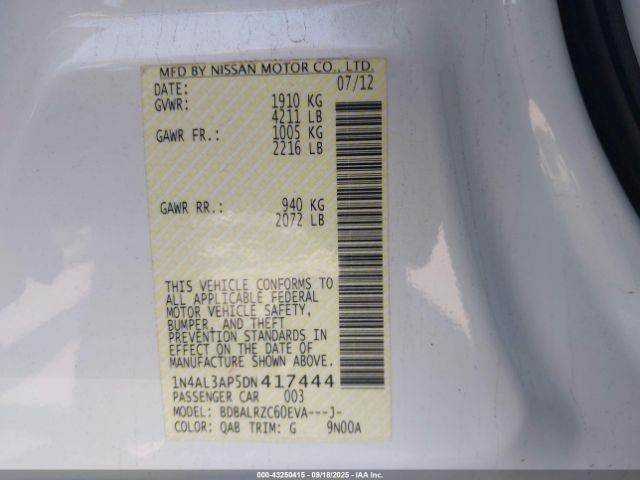 MFD BY NISSAN MOTOR CO., LTD.
DATE: 07/12
GVWR: 1910 KG
4211 LB
GAWR FR.: 1005 KG
2216 LB
GAWR RR.: 940 KG
2072 LB
THIS VEHICLE CONFORMS TO
ALL APPLICABLE FEDERAL
MOTOR VEHICLE SAFETY,
BUMPER, AND THEFT
PREVENTION STANDARDS IN
EFFECT ON THE DATE OF
MANUFACTURE SHOWN ABOVE.
1N4AL3AP5DN417444
PASSENGER CAR 003
MODEL: BDBALRZC60EVA---J-
COLOR: QAB TRIM: G 9N00A
000-43250415 - 09/18/2025 - IAA Inc.